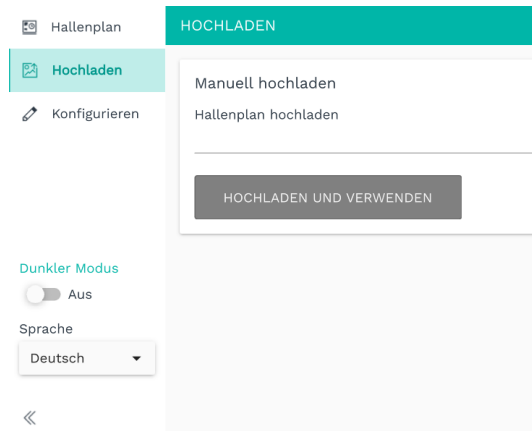 Hallenplan
Hochladen
Konfigurieren
Dunkler Modus
Aus
Sprache
Deutsch
HOCHLADEN
Manuell hochladen
Hallenplan hochladen
HOCHLADEN UND VERWENDEN